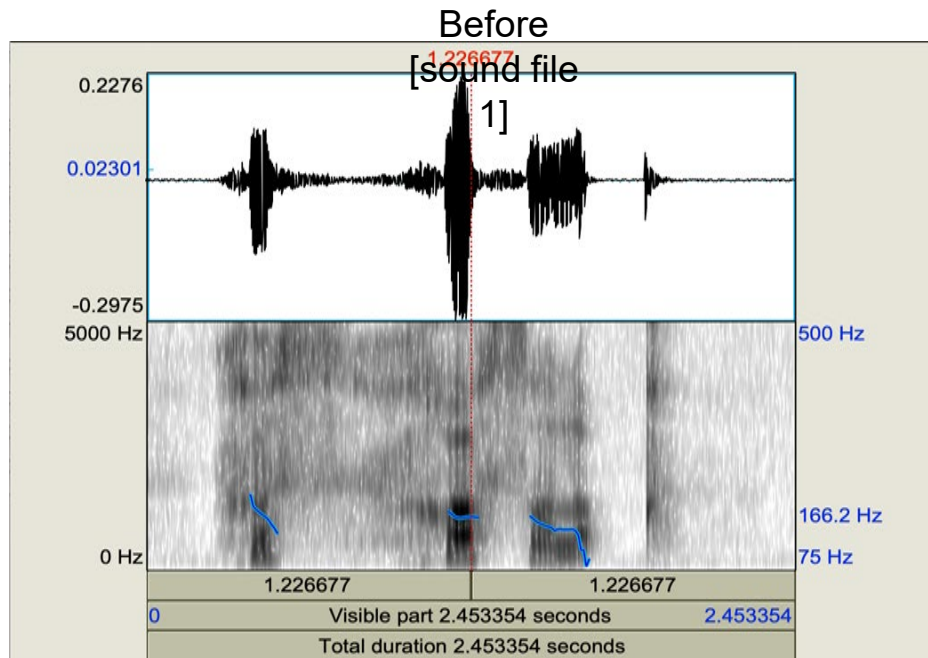 Before
1.226677
[sound file
1]
0.2276
0.02301
-0.2975
5000 Hz
500 Hz
166.2 Hz
0 Hz
75 Hz
1.226677 1.226677
0 Visible part 2.453354 seconds 2.453354
Total duration 2.453354 seconds